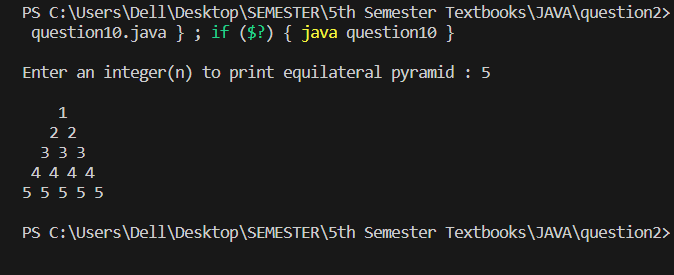 PS C:\Users\Dell\Desktop\SEMESTER\5th Semester Textbooks\JAVA\question2>
question10.java } ; if ($?) { java question10 }
Enter an integer(n) to print equilateral pyramid : 5
1
2 2
3 3 3
4 4 4 4
5 5 5 5 5
PS C:\Users\Dell\Desktop\SEMESTER\5th Semester Textbooks\JAVA\question2>